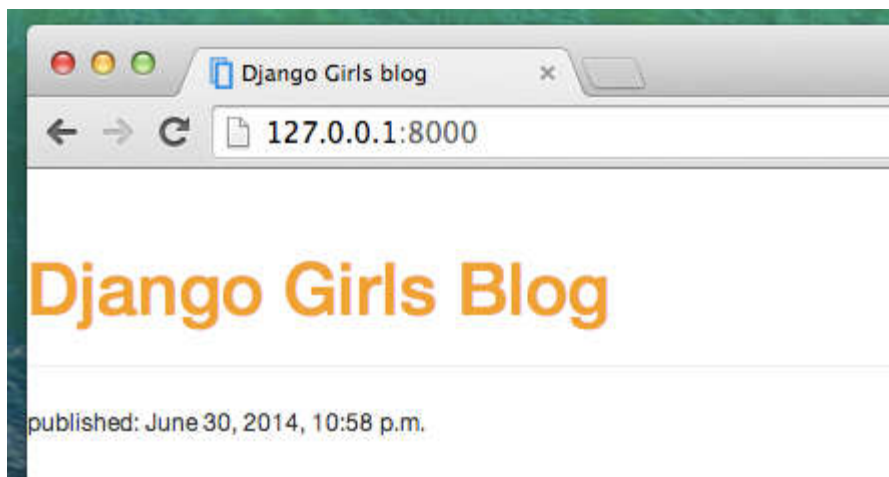 Django Girls blog
127.0.0.1:8000
Django Girls Blog
published: June 30, 2014, 10:58 p.m.